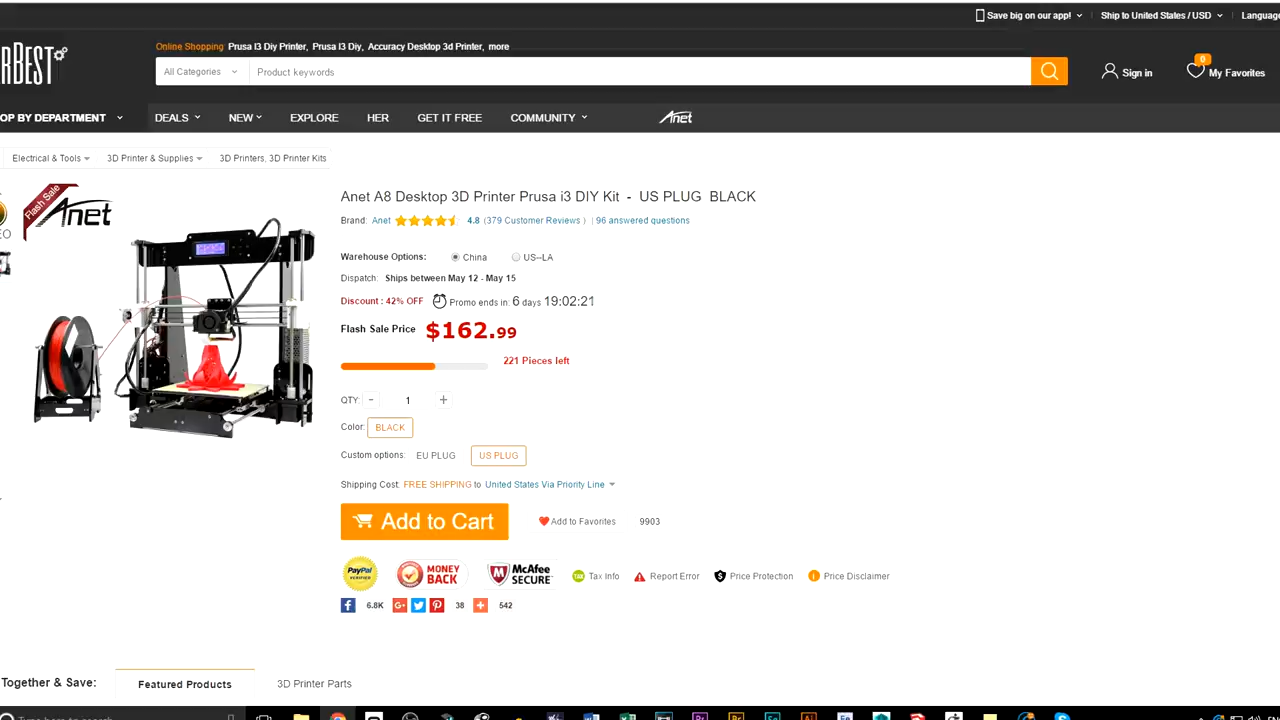 Save big on our app! Ship to United States / USD Language
RBEST
Online Shopping Prusa I3 Diy Printer, Prusa I3 Diy, Accuracy Desktop 3d Printer, more
All Categories Product keywords
Sign in
0
My Favorites
OP BY DEPARTMENT DEALS NEW EXPLORE HER GET IT FREE COMMUNITY Anet
Electrical & Tools 3D Printer & Supplies 3D Printers, 3D Printer Kits
Flash Sale
Anet
EO
Anet A8 Desktop 3D Printer Prusa i3 DIY Kit - US PLUG BLACK
Brand: Anet 4.8 (379 Customer Reviews ) | 96 answered questions
Warehouse Options: China US--LA
Dispatch: Ships between May 12 - May 15
Discount : 42% OFF Promo ends in: 6 days 19:02:21
Flash Sale Price $162.99
221 Pieces left
QTY: - 1 +
Color: BLACK
Custom options: EU PLUG US PLUG
Shipping Cost: FREE SHIPPING to United States Via Priority Line
Add to Cart Add to Favorites 9903
PayPal VERIFIED MONEY BACK McAfee SECURE TAX Tax info Report Error $ Price Protection Price Disclaimer
6.8K G+ 38 542
Together & Save: Featured Products 3D Printer Parts
Type here to search